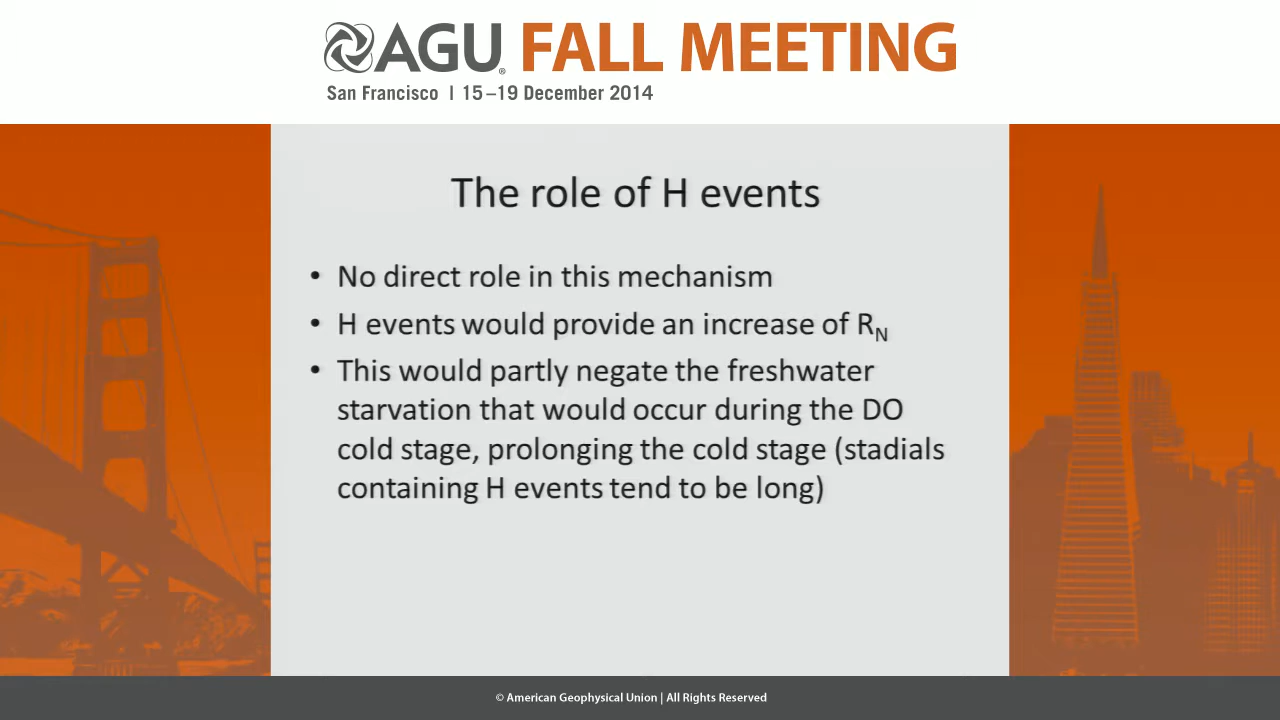 AGU® FALL MEETING
San Francisco | 15–19 December 2014
The role of H events
• No direct role in this mechanism
• H events would provide an increase of RN
• This would partly negate the freshwater
starvation that would occur during the DO
cold stage, prolonging the cold stage (stadials
containing H events tend to be long)
© American Geophysical Union | All Rights Reserved